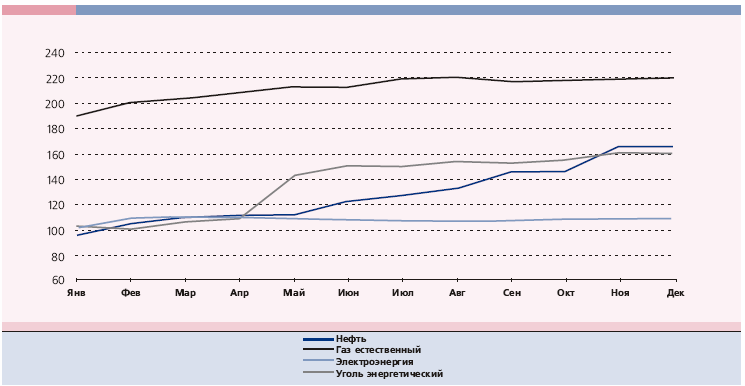 240
220
200
180
160
140
120
100
80
60
Янв Фев Мар Апр Май Июн Июл Авг Сен Окт Ноя Дек
Нефть
Газ естественный
Электроэнергия
Уголь энергетический